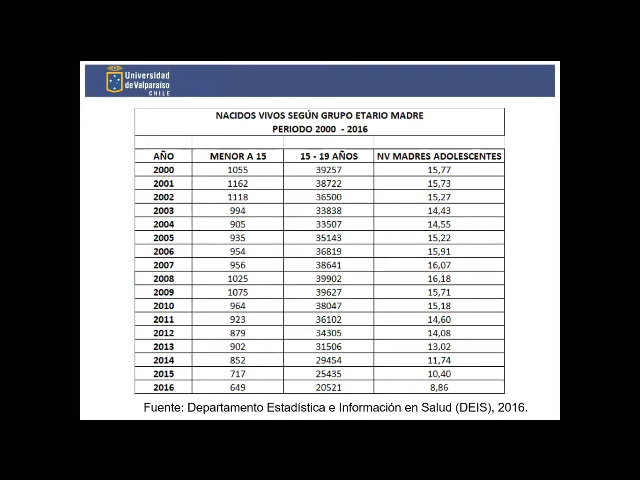 Universidad
deValparaíso
CHILE
NACIDOS VIVOS SEGÚN GRUPO ETARIO MADRE
PERIODO 2000 - 2016
AÑO MENOR A 15 15 - 19 AÑOS NV MADRES ADOLESCENTES
2000 1055 39257 15,77
2001 1162 38722 15,73
2002 1118 36500 15,27
2003 994 33838 14,43
2004 905 33507 14,55
2005 935 35143 15,22
2006 954 36819 15,91
2007 956 38641 16,07
2008 1025 39902 16,18
2009 1075 39627 15,71
2010 964 38047 15,18
2011 923 36102 14,60
2012 879 34305 14,08
2013 902 31506 13,02
2014 852 29454 11,74
2015 717 25435 10,40
2016 649 20521 8,86
Fuente: Departamento Estadística e Información en Salud (DEIS), 2016.